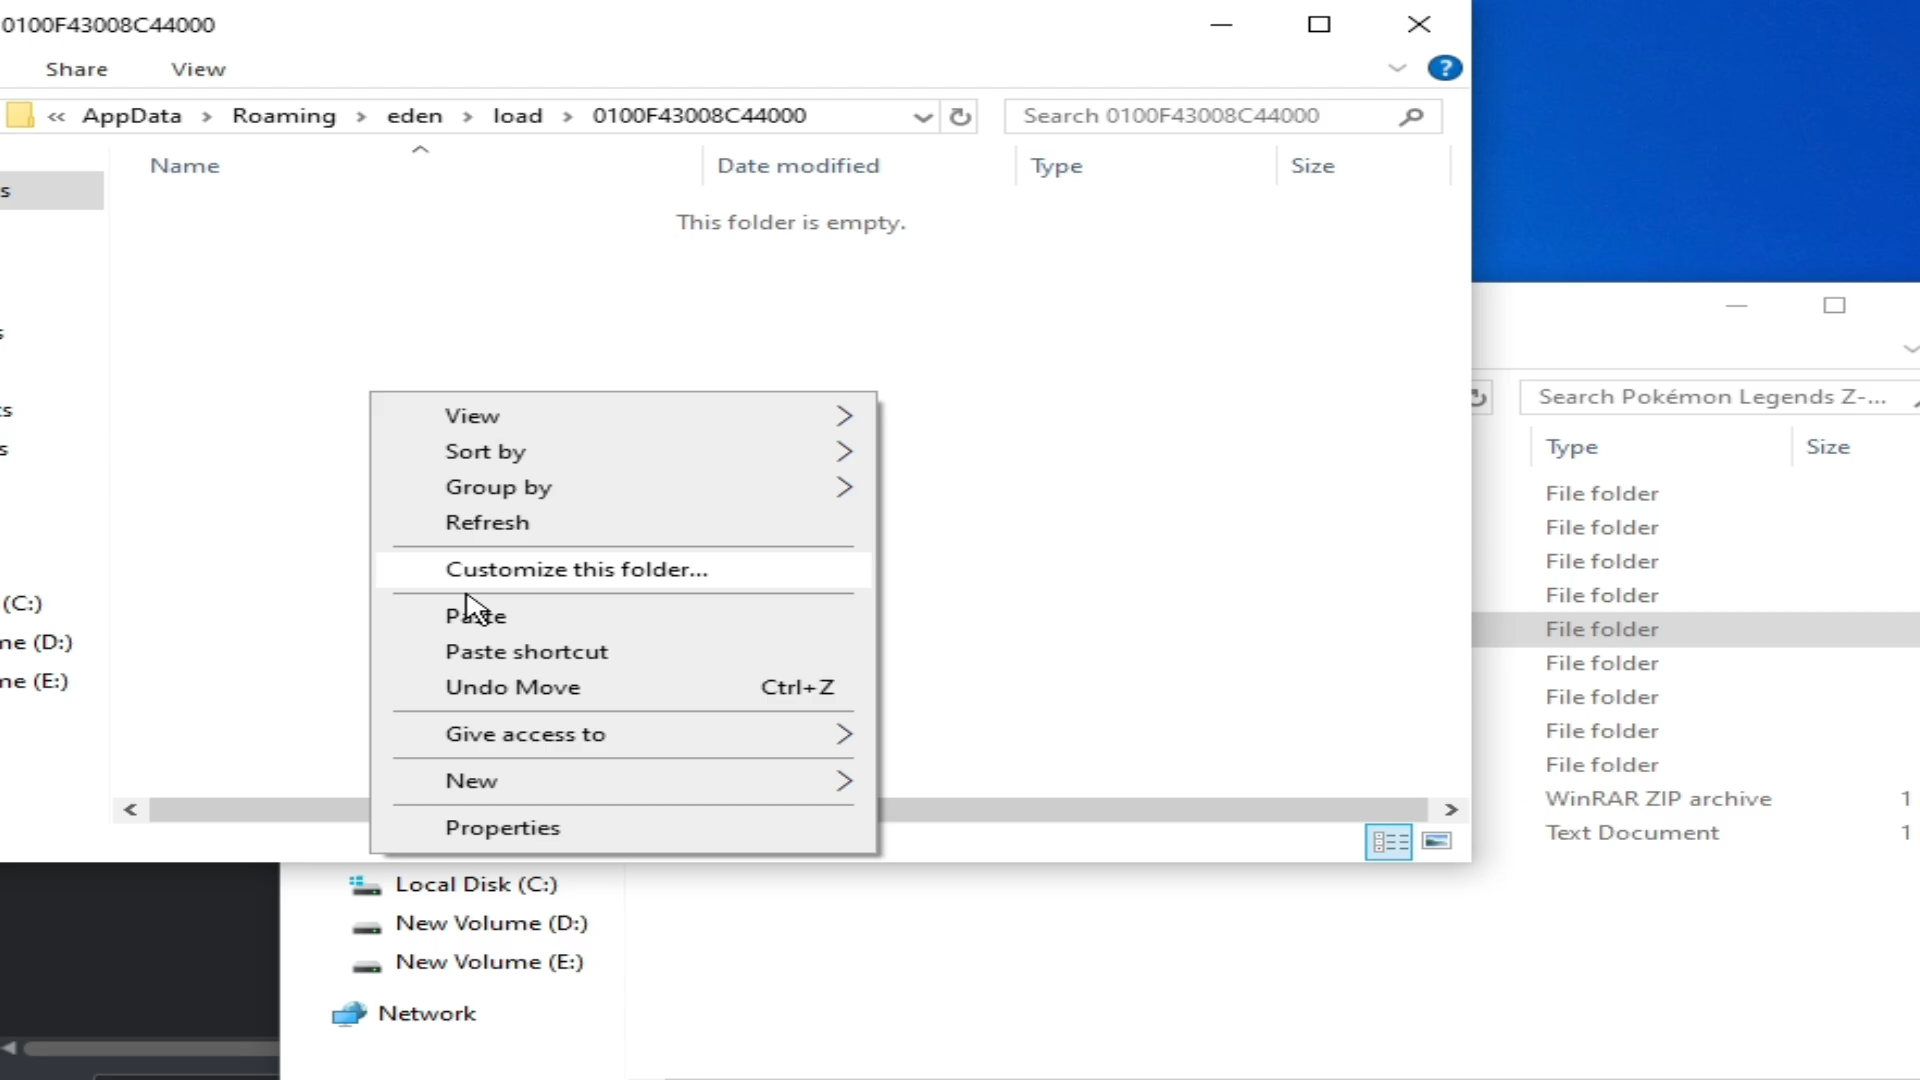 0100F43008C44000
Share View
« AppData > Roaming > eden > load > 0100F43008C44000
Search 0100F43008C44000
Name Date modified Type Size
This folder is empty.
s
s
ts
s
(C:)
me (D:)
me (E:)
View
Sort by
Group by
Refresh
Customize this folder...
Paste
Paste shortcut
Undo Move Ctrl+Z
Give access to
New
Properties
Search Pokémon Legends Z-...
Type Size
File folder
File folder
File folder
File folder
File folder
File folder
File folder
File folder
File folder
WinRAR ZIP archive 1
Text Document 1
Local Disk (C:)
New Volume (D:)
New Volume (E:)
Network